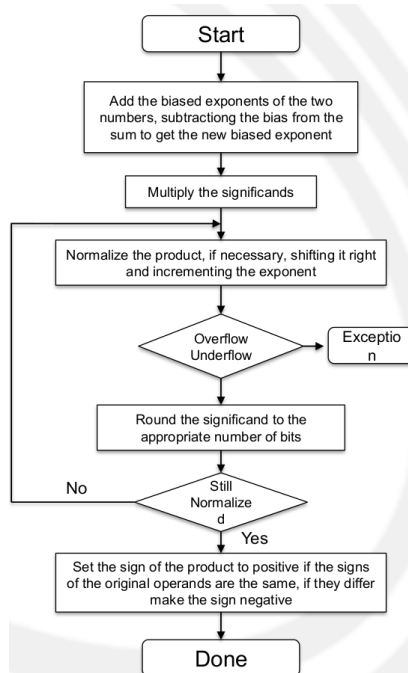 Start
Add the biased exponents of the two
numbers, subtractiong the bias from the
sum to get the new biased exponent
Multiply the significands
Normalize the product, if necessary, shifting it right
and incrementing the exponent
Overflow
Underflow
Exceptio
n
Round the significand to the
appropriate number of bits
No
Still
Normalize
d
Yes
Set the sign of the product to positive if the signs
of the original operands are the same, if they differ
make the sign negative
Done